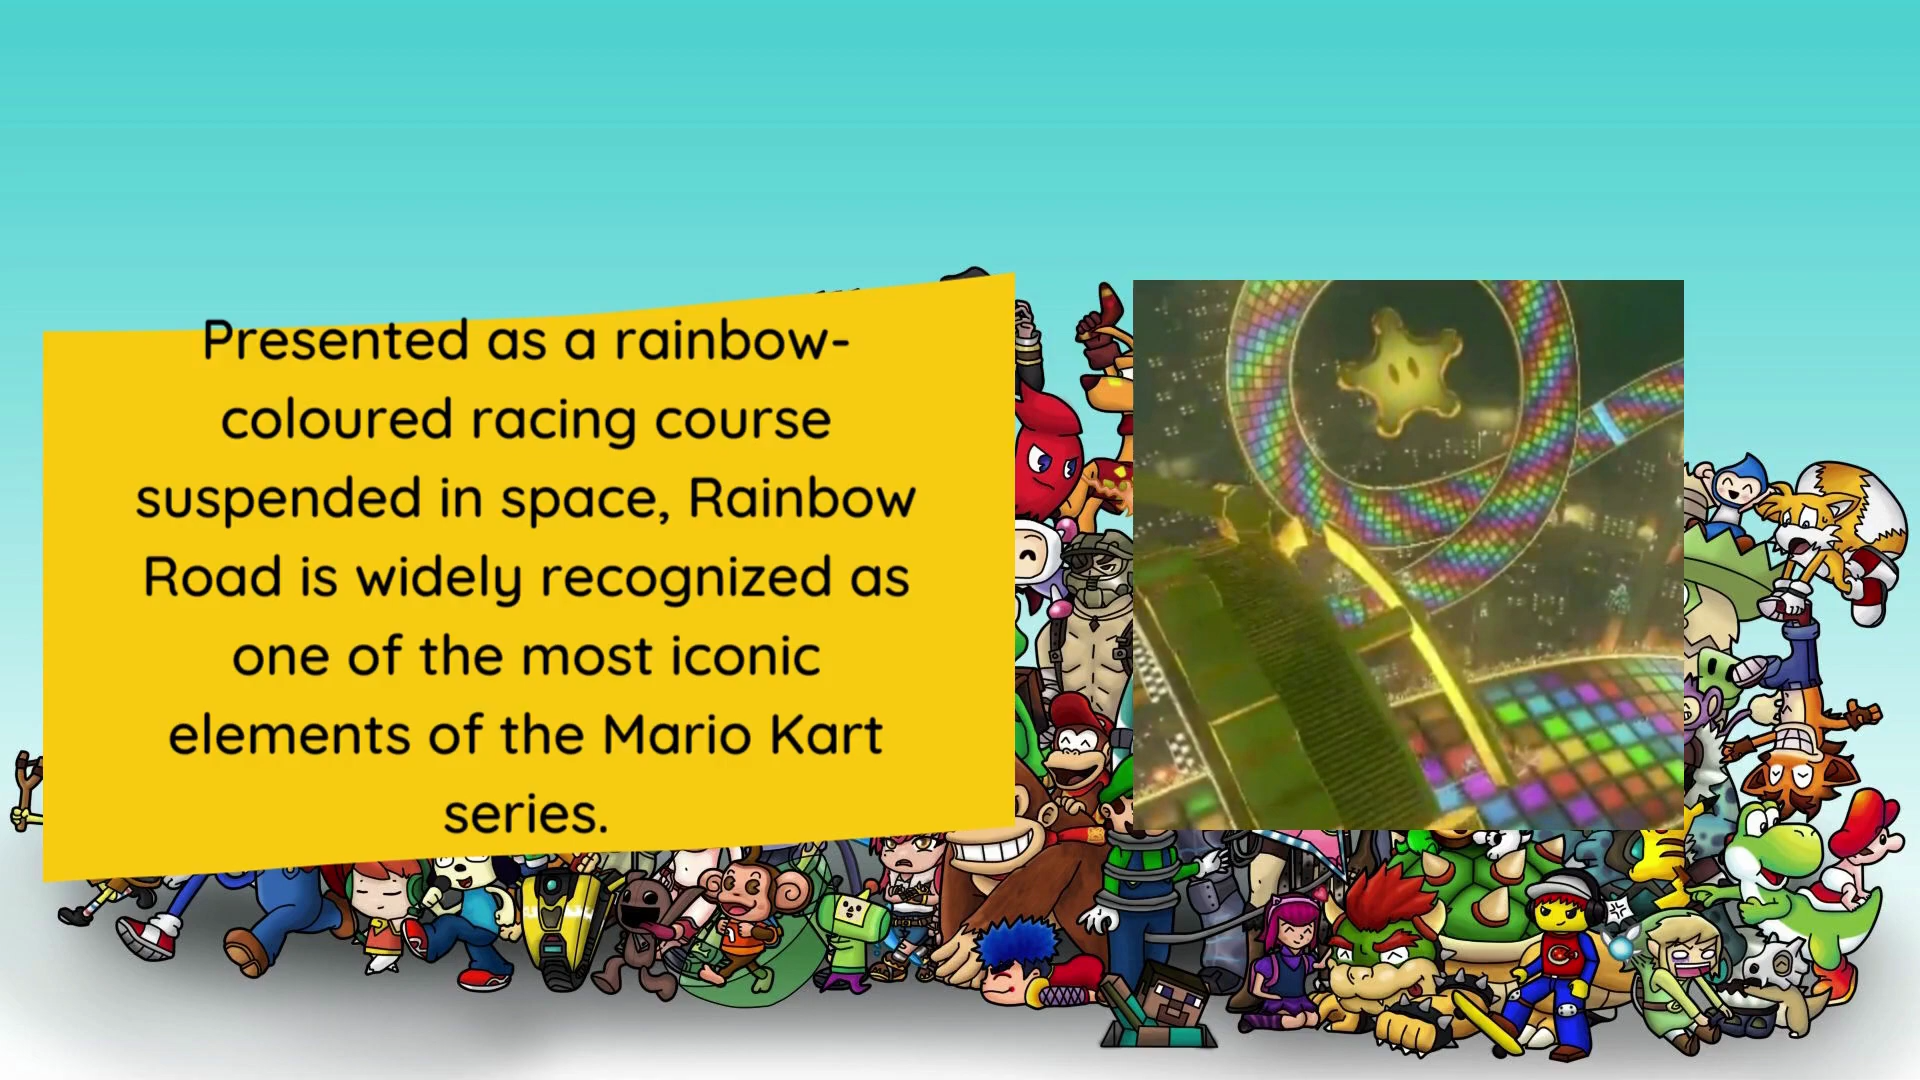 Presented as a rainbow-
coloured racing course
suspended in space, Rainbow
Road is widely recognized as
one of the most iconic
elements of the Mario Kart
series.